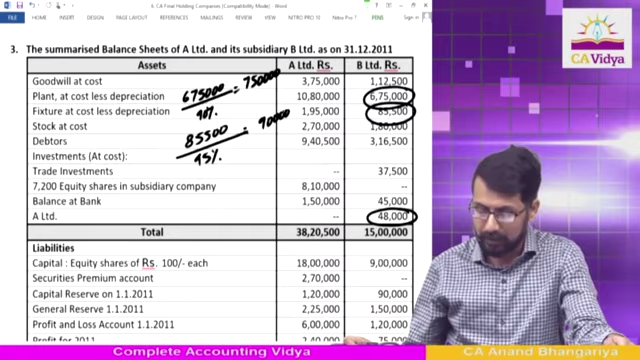 6. CA Final Holding Companies [Compatibility Mode] - Word
FILE HOME INSERT DESIGN PAGE LAYOUT REFERENCES MAILINGS REVIEW VIEW NITRO PRO 10 PENS Sign in
CA Vidya
3. The summarised Balance Sheets of A Ltd. and its subsidiary B Ltd. as on 31.12.2011
Assets A Ltd. Rs. B Ltd. Rs.
Goodwill at cost 3,75,000 1,12,500
Plant, at cost less depreciation 10,80,000 6,75,000
675000 / 90% = 750000
Fixture at cost less depreciation 1,95,000 85,500
Stock at cost 2,70,000 1,80,000
85500 / 95% = 90000
Debtors 9,40,500 3,16,500
Investments (At cost):
Trade Investments -- 37,500
7,200 Equity shares in subsidiary company 8,10,000 --
Balance at Bank 1,50,000 45,000
A Ltd. -- 48,000
Total 38,20,500 15,00,000
Liabilities
Capital : Equity shares of Rs. 100/- each 18,00,000 9,00,000
Securities Premium account 2,70,000 --
Capital Reserve on 1.1.2011 1,20,000 90,000
General Reserve 1.1.2011 2,25,000 1,50,000
Profit and Loss Account 1.1.2011 6,00,000 1,20,000
Profit for 2011 2,40,000 75,000
Complete Accounting Vidya CA Anand Bhangariya